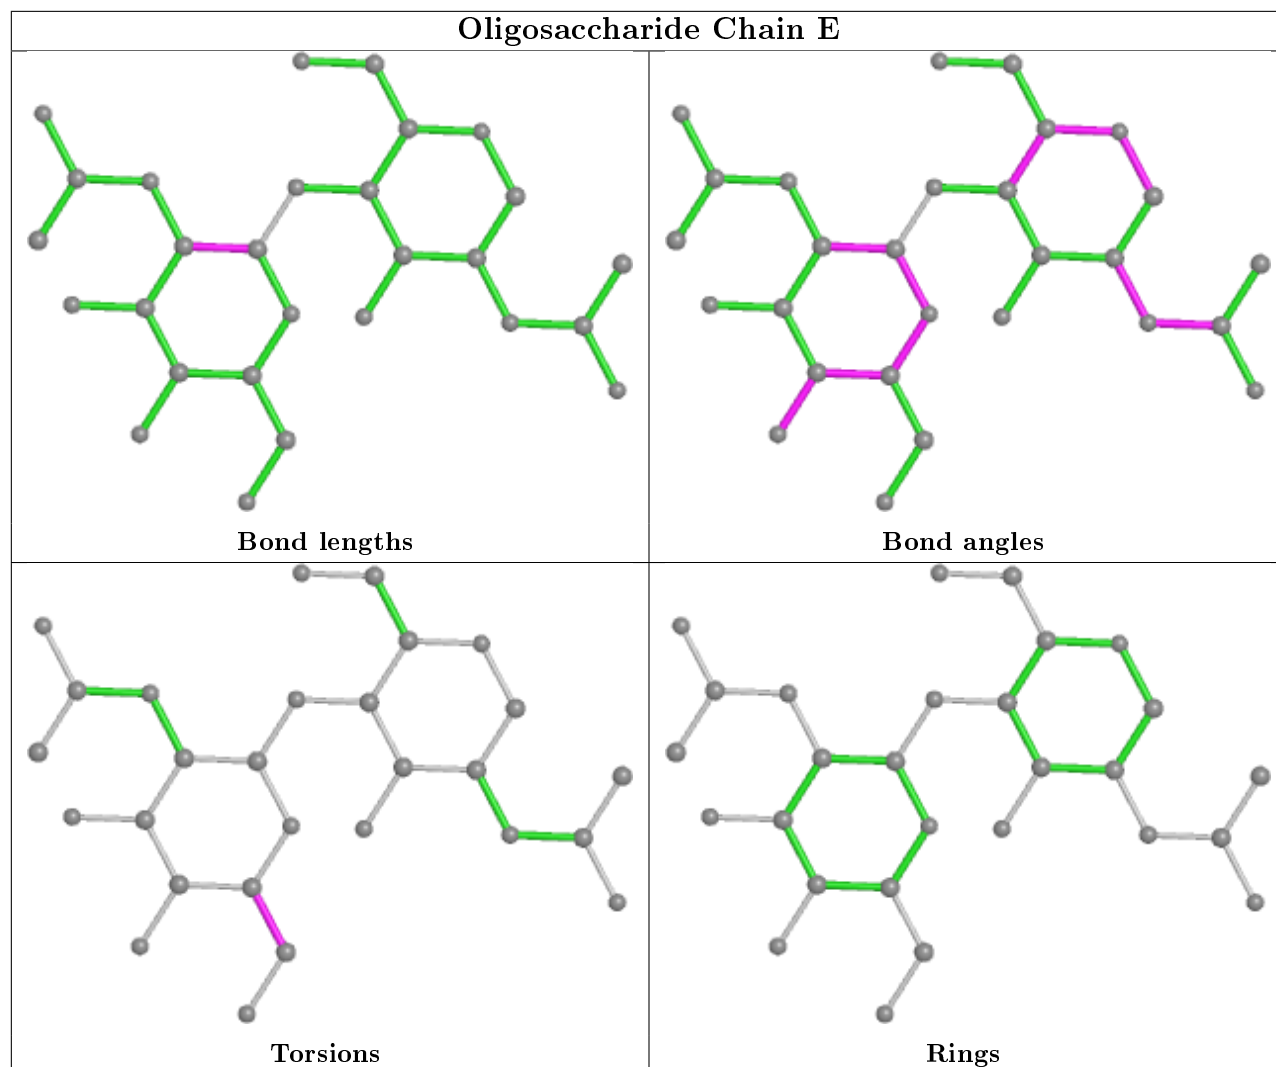 Oligosaccharide Chain E
Bond lengths
Bond angles
Torsions
Rings